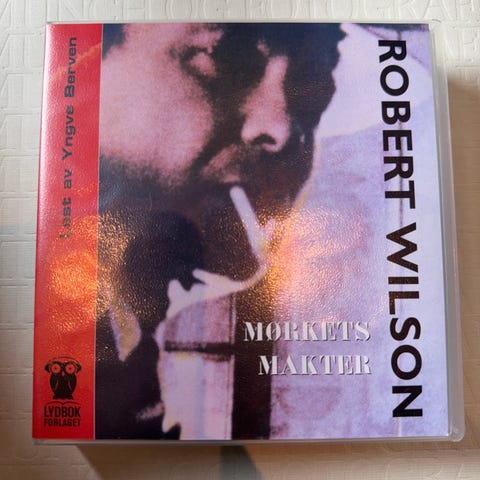 ROBERT WILSON
Lest av Yngve Berven
MØRKETS
MAKTER
LYDBOK
FORLAGET